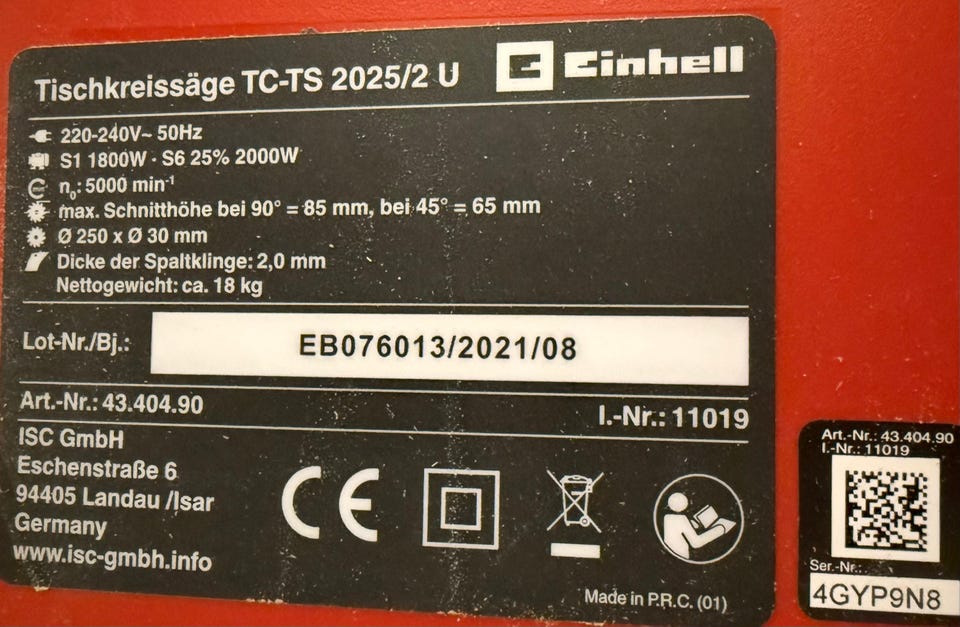 Tischkreissäge TC-TS 2025/2 U
Einhell
220-240V~ 50Hz
S1 1800W · S6 25% 2000W
n₀: 5000 min⁻¹
max. Schnitthöhe bei 90° = 85 mm, bei 45° = 65 mm
Ø 250 x Ø 30 mm
Dicke der Spaltklinge: 2,0 mm
Nettogewicht: ca. 18 kg
Lot-Nr./Bj.: EB076013/2021/08
Art.-Nr.: 43.404.90
I.-Nr.: 11019
ISC GmbH
Eschenstraße 6
94405 Landau /Isar
Germany
www.isc-gmbh.info
CE
Made in P.R.C. (01)
Art.-Nr.: 43.404.90
I.-Nr.: 11019
Ser.-Nr.:
4GYP9N8